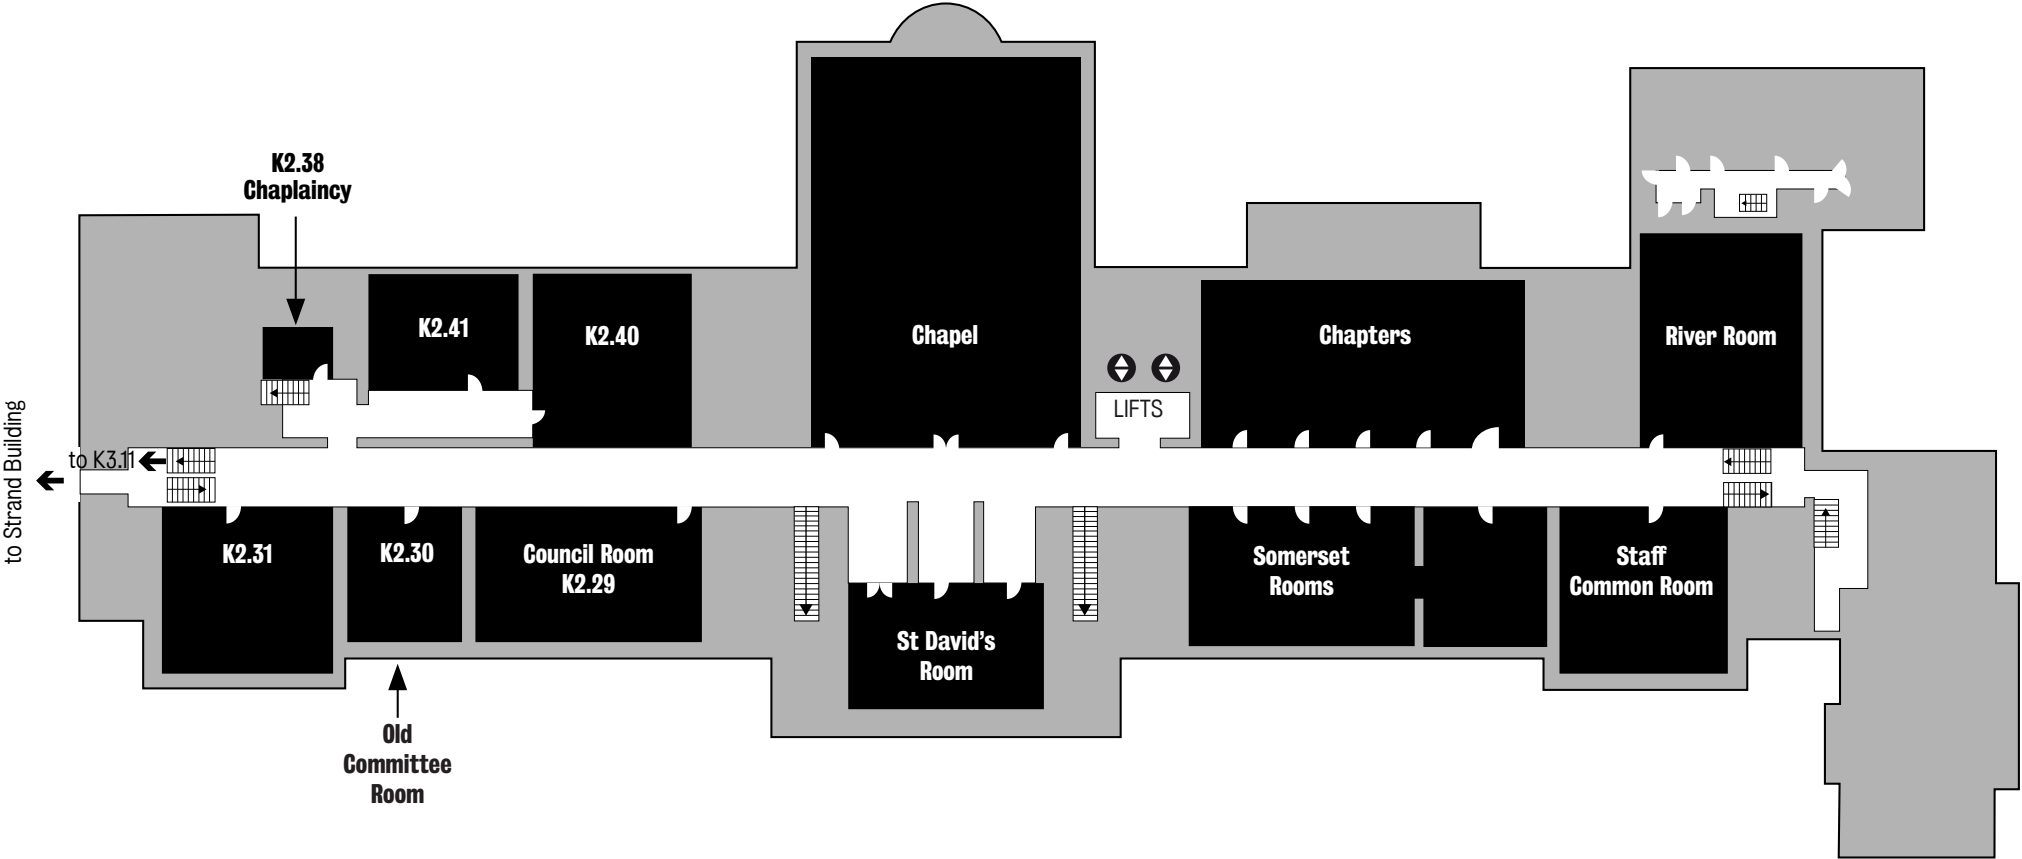 K2.38
Chaplaincy
K2.41
K2.40
Chapel
Chapters
River Room
LIFTS
to Strand Building
to K3.11
K2.31
K2.30
Council Room
K2.29
St David’s
Room
Somerset
Rooms
Staff
Common Room
Old
Committee
Room